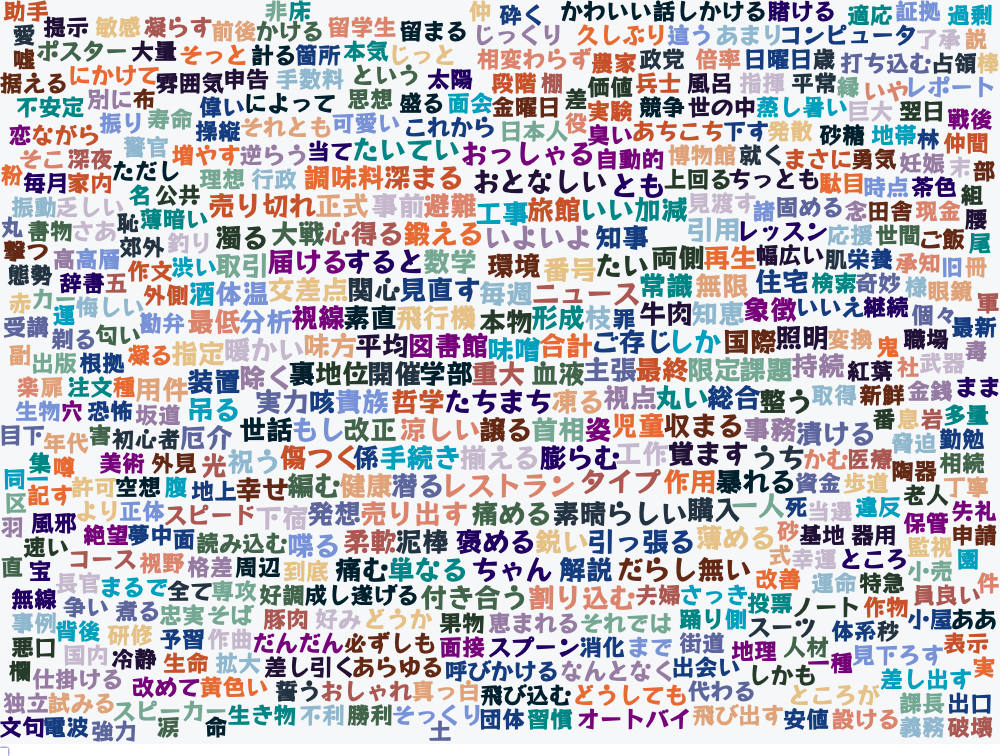 助手 非床 仲 砕く かわいい 話しかける 賭ける 適応 証拠 過剰
愛 提示 敏感 凝らす 前後 かける 留学生 留まる じっくり 久しぶり 違う あまり コンピュータ 了承 説
嘘 ポスター 大量 そっと 計る 箇所 本気 じっと 相変わらず 農家 政党 倍率 日曜日 歳 打ち込む 占領 棒
据える にかけて 雰囲気 申告 手数料 という 太陽 段階 棚 価値 兵士 風呂 指揮 平常 緑 いや レポート
不安定 別に 布 偉い によって 思想 盛る 面会 金曜日 差 実験 競争 世の中 蒸し暑い 巨大 翌日 戦後
恋 ながら 振り 寿命 操縦 それとも 可愛い これから 日本人 役 臭い あちこち 下す 発散 砂糖 地帯 林 仲間
そこ 深夜 警官 増やす 逆らう 当て たいてい おっしゃる 自動的 博物館 就く まさに 勇気 妊娠 末 部
粉 毎月 家内 ただし 名 公共 理想 行政 調味料 深まる おとなしい とも 上回る ちっとも 駄目 時点 茶色 組
振動 乏しい 恥 薄暗い 売り切れ 正式 事前 避難 工事 旅館 いい加減 見渡す 諸 固める 念 田舎 現金 腰
丸 書物 さあ 郊外 釣り 濁る 大戦 心得る 鍛える いよいよ 知事 引用 レッスン 応援 世間 ご飯 尾
撃つ 高高層 作文 渋い 取引 届ける すると 数学 環境 番号 たい 両側 再生 幅広い 肌 栄養 承知 旧 冊
態勢 辞書 五 外側 酒 体温 交差点 関心 見直す 毎週 ニュース 常識 無限 住宅 検索 奇妙 様 眼鏡 軍
赤 カー 運 悔しい 勘弁 最低 分析 視線 素直 飛行機 本物 形成 枝 罪 牛肉 知恵 象徴 いいえ 継続 個々 最新
受講 剃る 匂い 副 出版 根拠 凝る 指定 暖かい 味方 平均 図書館 味噌 合計 ご存じ しか 国際 照明 変換 鬼 職場 毒
楽 扉 注文 種 用件 装置 除く 裏 地位 開催 学部 重大 血液 主張 最終 限定 課題 持続 紅葉 社 武器
生物 穴 恐怖 坂道 吊る 実力 咳 貴族 哲学 たちまち 凍る 視点 丸い 総合 整う 取得 新鮮 金銭 まま
目下 年代 害 初心者 厄介 世話 もし 改正 涼しい 譲る 首相 姿 児童 収まる 事務 漬ける 番 息 岩 多量
集 噂 美術 外見 光 祝う 傷つく 係 手続き 揃える 膨らむ 工作 覚ます うち かむ 医療 脅迫 勤勉
同一 記す 許可 空想 腹 地上 幸せ 編む 健康 潜る レストラン タイプ 作用 暴れる 資金 歩道 陶器 相続 丁寧
区 羽 風邪 より 正体 スピード 下宿 発想 売り出す 痛める 素晴らしい 購入 一人 死 当選 違反 老人 保管 失礼
速い 絶望 夢中 面 読み込む 喋る 柔軟 泥棒 褒める 鋭い 引っ張る 薄める 砂 基地 器用 監視 申請
直 宝 コース 視野 格差 周辺 到底 痛む 単なる ちゃん 解説 だらし無い 式 幸運 ところ 小売 園
無線 長官 まるで 全て 専攻 好調 成し遂げる 付き合う 割り込む 夫婦 さっき 改善 運命 特急 員 良い 件
事例 争い 煮る 忠実 そば 豚肉 好み どうか 果物 恵まれる それでは 踊り 側 投票 ノート 作物 小屋 ああ
悪口 背後 研修 予習 作曲 だんだん 必ずしも 面接 スプーン 消化 まで 街道 スーツ 体系 秒 表示
欄 国内 冷静 生命 拡大 差し引く あらゆる 呼びかける なんとなく 出会い 地理 人材 一種 見下ろす 実
仕掛ける 改めて 黄色い 誓う おしゃれ 真っ白 飛び込む どうしても 代わる しかも ところが 差し出す
独立 試みる スピーカー 生き物 不利 勝利 そっくり 団体 習慣 オートバイ 飛び出す 安値 設ける 課長 出口
文句 電波 強力 涙 命 土 義務 破壊